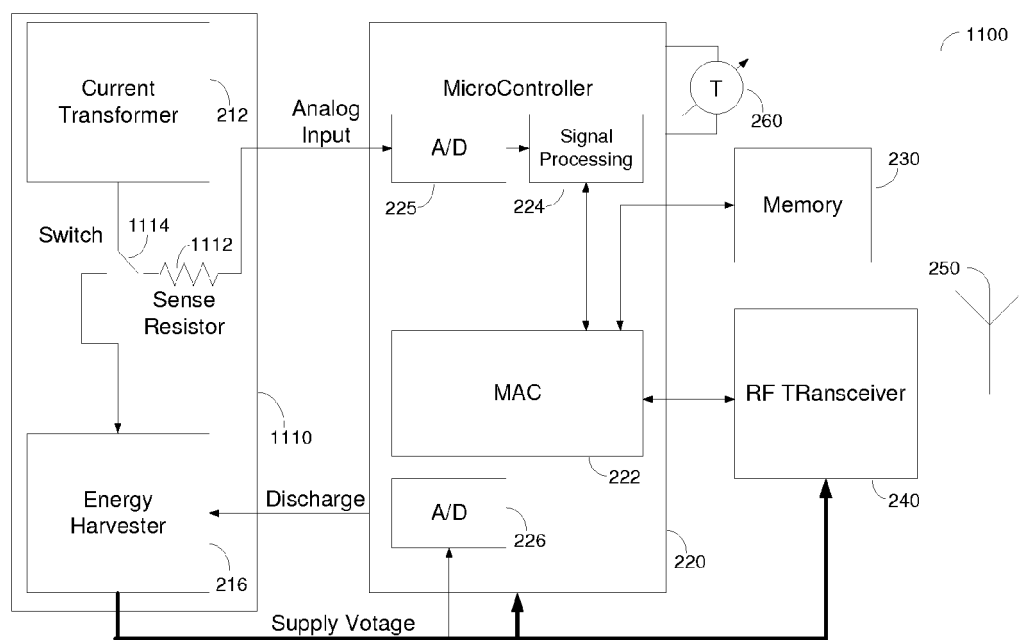 1100
Current
Transformer
212
Analog
Input
MicroController
T
260
A/D
Signal
Processing
225
224
230
Memory
Switch
1114
1112
Sense
Resistor
250
MAC
222
RF TRansceiver
240
1110
Energy
Harvester
216
Discharge
A/D
226
220
Supply Votage